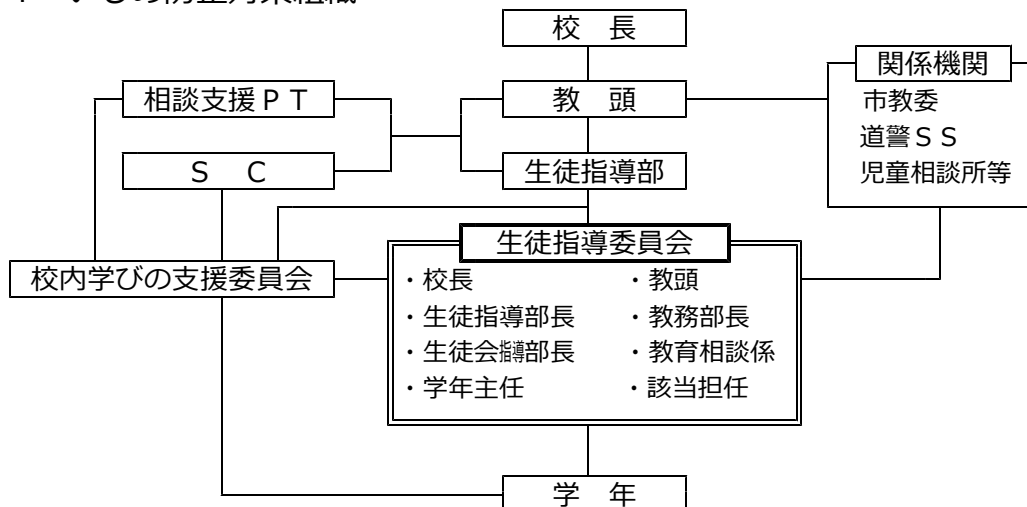 校　長
関係機関
相談支援ＰＴ
教　頭
市教委
道警ＳＳ
Ｓ　Ｃ
生徒指導部
児童相談所等
生徒指導委員会
校内学びの支援委員会
・校長
・教頭
・生徒指導部長
・教務部長
・生徒会指導部長
・教育相談係
・学年主任
・該当担任
学　年